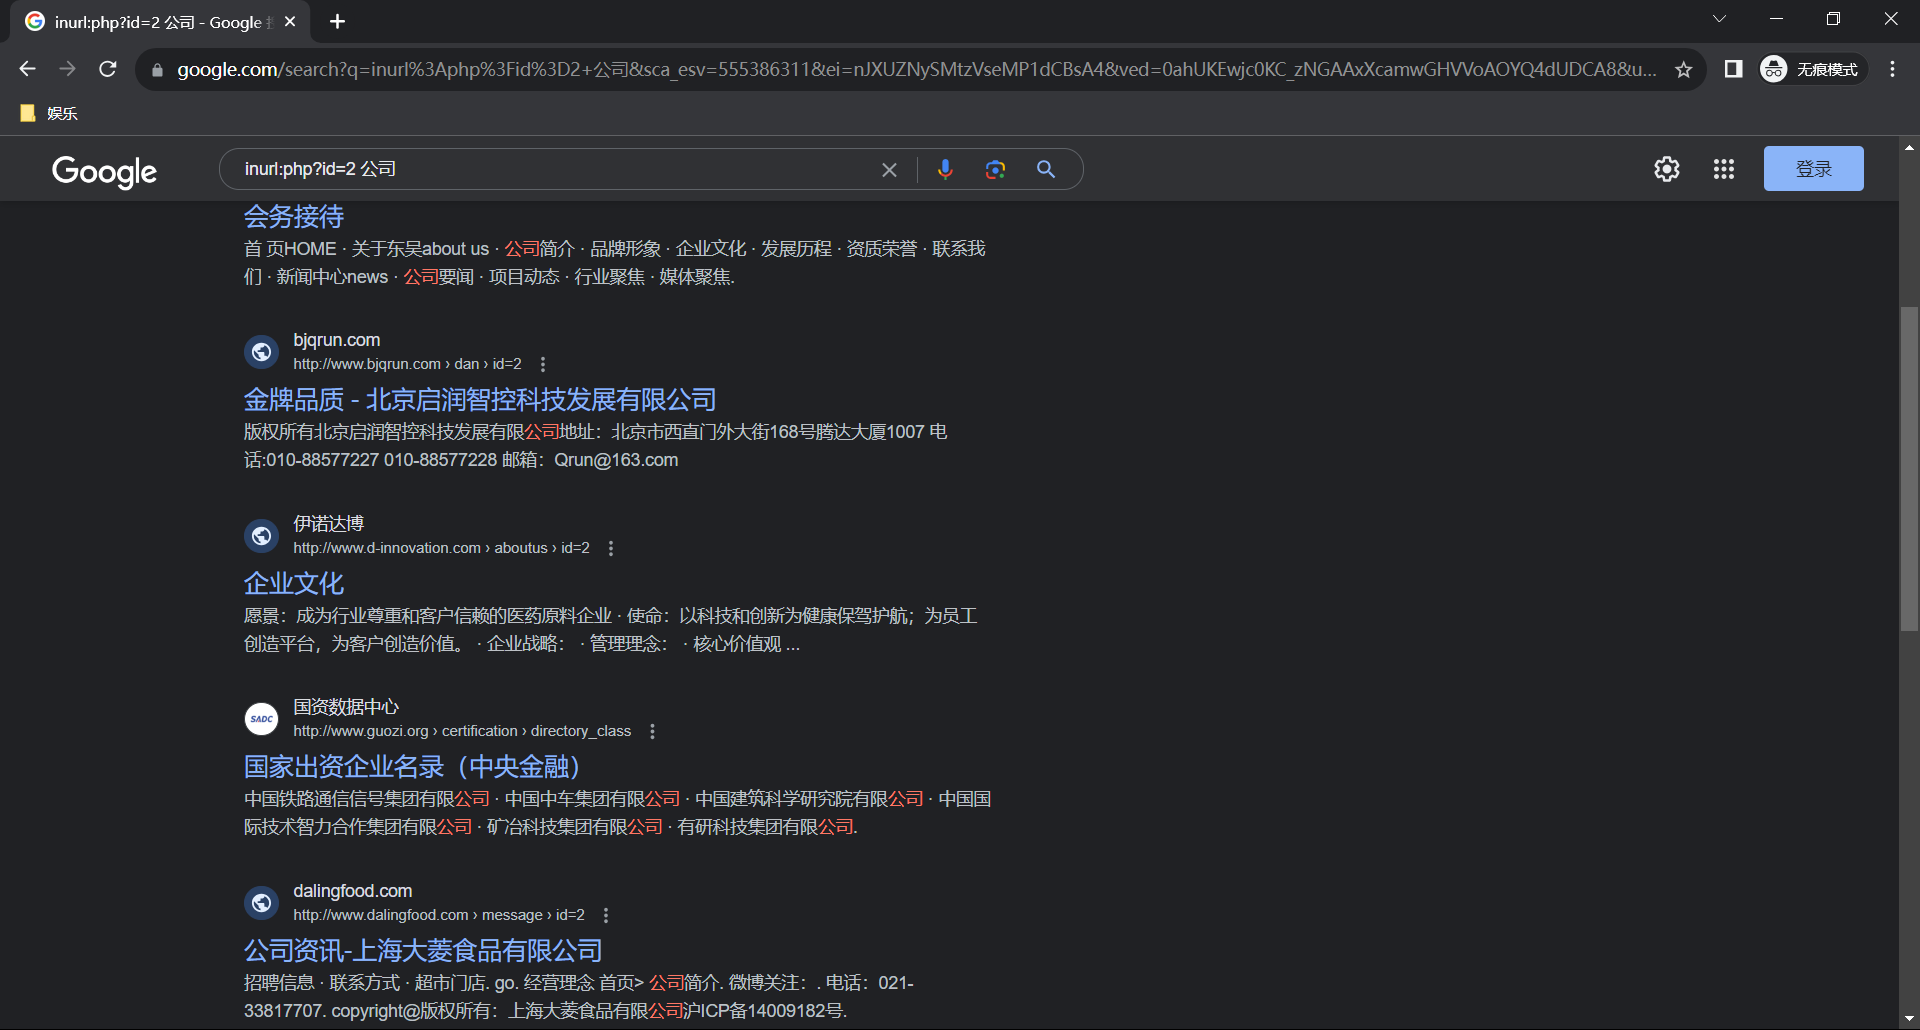 inurl:php?id=2 公司 - Google 搜
google.com/search?q=inurl%3Aphp%3Fid%3D2+公司&sca_esv=555386311&ei=nJXUZNySMtzVseMP1dCBsA4&ved=0ahUKEwjc0KC_zNGAAxXcamwGHVVoAOYQ4dUDCA8&u...
无痕模式
娱乐
Google
inurl:php?id=2 公司
登录
会务接待
首 页HOME · 关于东吴about us · 公司简介 · 品牌形象 · 企业文化 · 发展历程 · 资质荣誉 · 联系我
们 · 新闻中心news · 公司要闻 · 项目动态 · 行业聚焦 · 媒体聚焦.
bjqrun.com
http://www.bjqrun.com › dan › id=2
金牌品质 - 北京启润智控科技发展有限公司
版权所有北京启润智控科技发展有限公司地址：北京市西直门外大街168号腾达大厦1007 电
话:010-88577227 010-88577228 邮箱：Qrun@163.com
伊诺达博
http://www.d-innovation.com › aboutus › id=2
企业文化
愿景：成为行业尊重和客户信赖的医药原料企业 · 使命：以科技和创新为健康保驾护航；为员工
创造平台，为客户创造价值。 · 企业战略： · 管理理念： · 核心价值观 ...
SADC
国资数据中心
http://www.guozi.org › certification › directory_class
国家出资企业名录（中央金融）
中国铁路通信信号集团有限公司 · 中国中车集团有限公司 · 中国建筑科学研究院有限公司 · 中国国
际技术智力合作集团有限公司 · 矿冶科技集团有限公司 · 有研科技集团有限公司.
dalingfood.com
http://www.dalingfood.com › message › id=2
公司资讯-上海大菱食品有限公司
招聘信息 · 联系方式 · 超市门店. go. 经营理念 首页> 公司简介. 微博关注：. 电话：021-
33817707. copyright@版权所有：上海大菱食品有限公司沪ICP备14009182号.